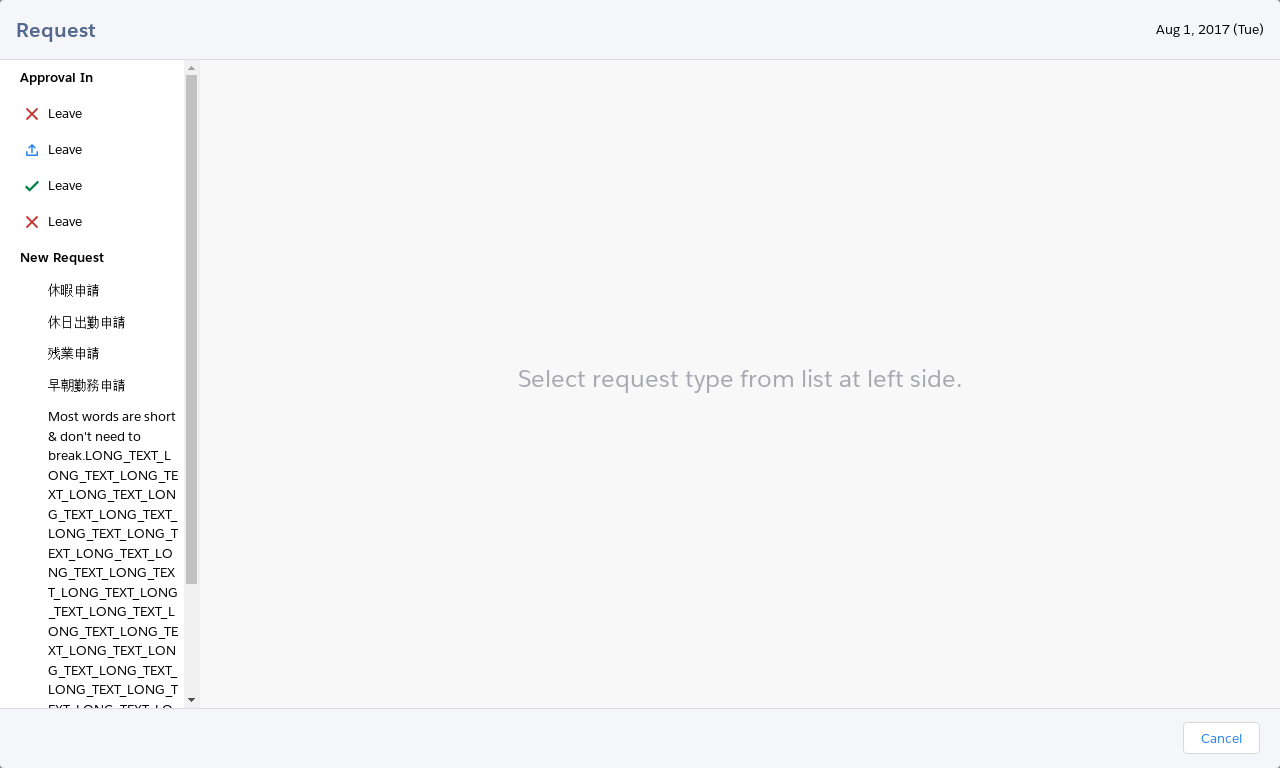 Request
Aug 1, 2017 (Tue)
Approval In
Leave
Leave
Leave
Leave
New Request
休暇申請
休日出勤申請
残業申請
早朝勤務申請
Most words are short
& don't need to
break.LONG_TEXT_L
ONG_TEXT_LONG_TE
XT_LONG_TEXT_LON
G_TEXT_LONG_TEXT_
LONG_TEXT_LONG_T
EXT_LONG_TEXT_LO
NG_TEXT_LONG_TEX
T_LONG_TEXT_LONG
_TEXT_LONG_TEXT_L
ONG_TEXT_LONG_TE
XT_LONG_TEXT_LON
G_TEXT_LONG_TEXT_
LONG_TEXT_LONG_T
EXT_LONG_TEXT_LO
Select request type from list at left side.
Cancel